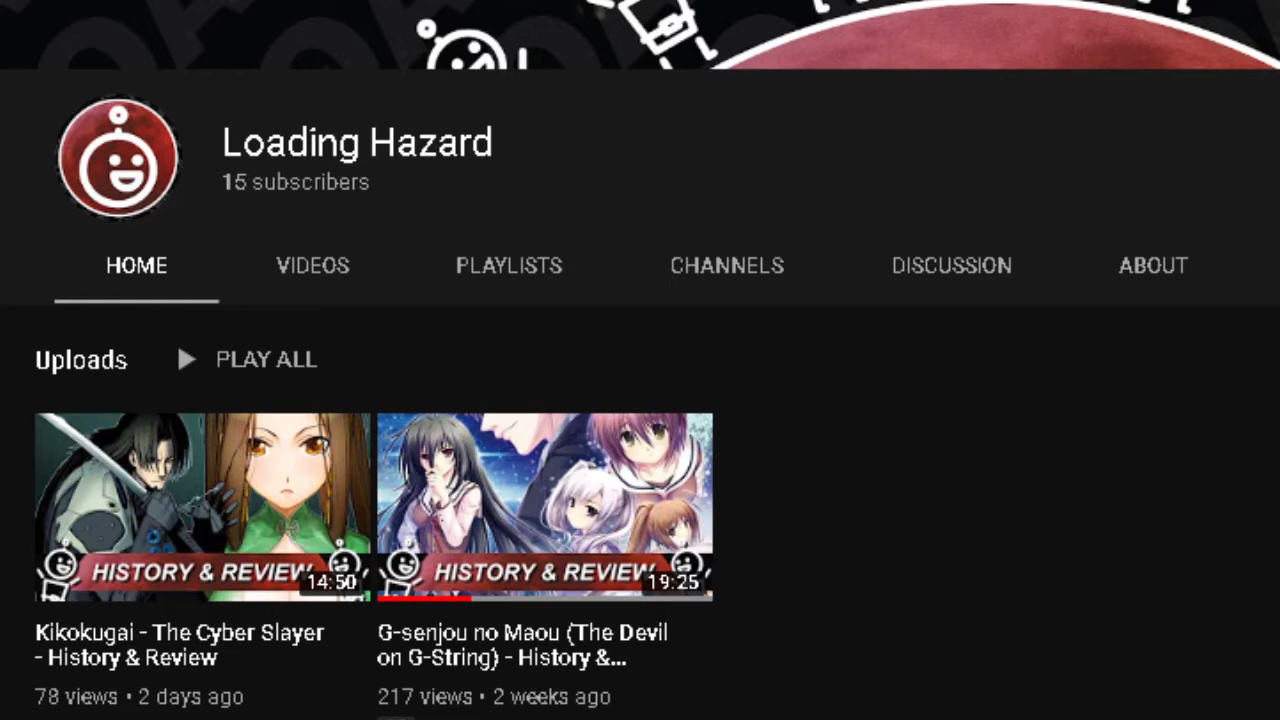 Loading Hazard
15 subscribers
HOME VIDEOS PLAYLISTS CHANNELS DISCUSSION ABOUT
Uploads PLAY ALL
HISTORY & REVIEW 14:50
HISTORY & REVIEW 19:25
Kikokugai - The Cyber Slayer
- History & Review
78 views • 2 days ago
G-senjou no Maou (The Devil
on G-String) - History &...
217 views • 2 weeks ago